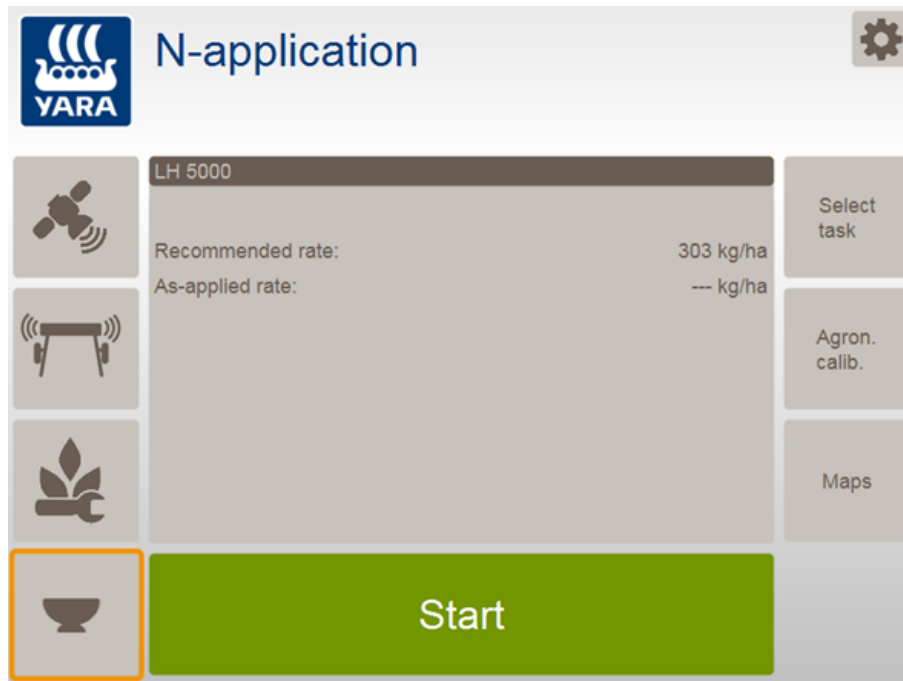 YARA
N-application
LH 5000
Recommended rate: 303 kg/ha
As-applied rate: --- kg/ha
Select
task
Agron.
calib.
Maps
Start